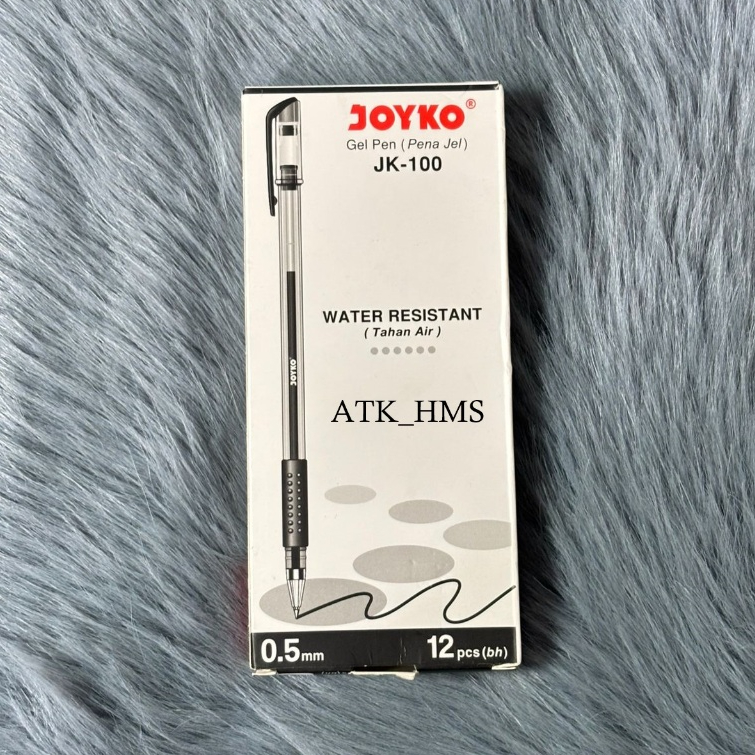 JOYKO®
Gel Pen (Pena Jel)
JK-100
WATER RESISTANT
(Tahan Air)
JOYKO
ATK_HMS
0.5mm
12 pcs (bh)